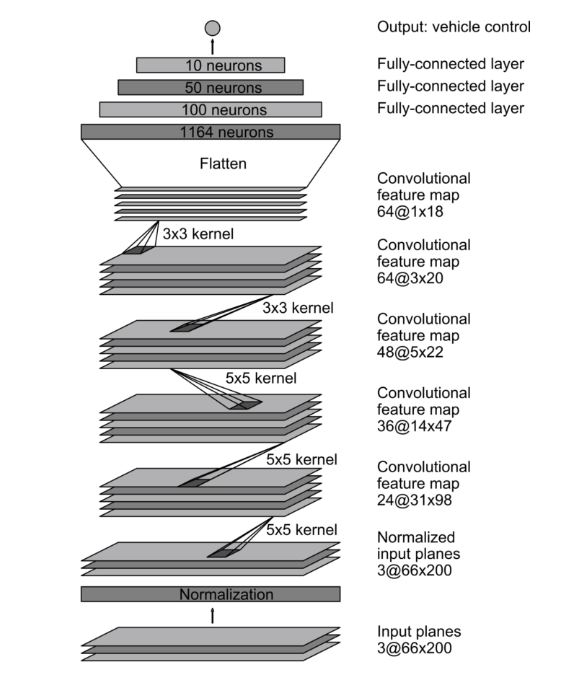 Output: vehicle control
10 neurons
Fully-connected layer
50 neurons
Fully-connected layer
100 neurons
Fully-connected layer
1164 neurons
Flatten
Convolutional
feature map
64@1x18
3x3 kernel
Convolutional
feature map
64@3x20
3x3 kernel
Convolutional
feature map
48@5x22
5x5 kernel
Convolutional
feature map
36@14x47
5x5 kernel
Convolutional
feature map
24@31x98
5x5 kernel
Normalized
input planes
3@66x200
Normalization
Input planes
3@66x200